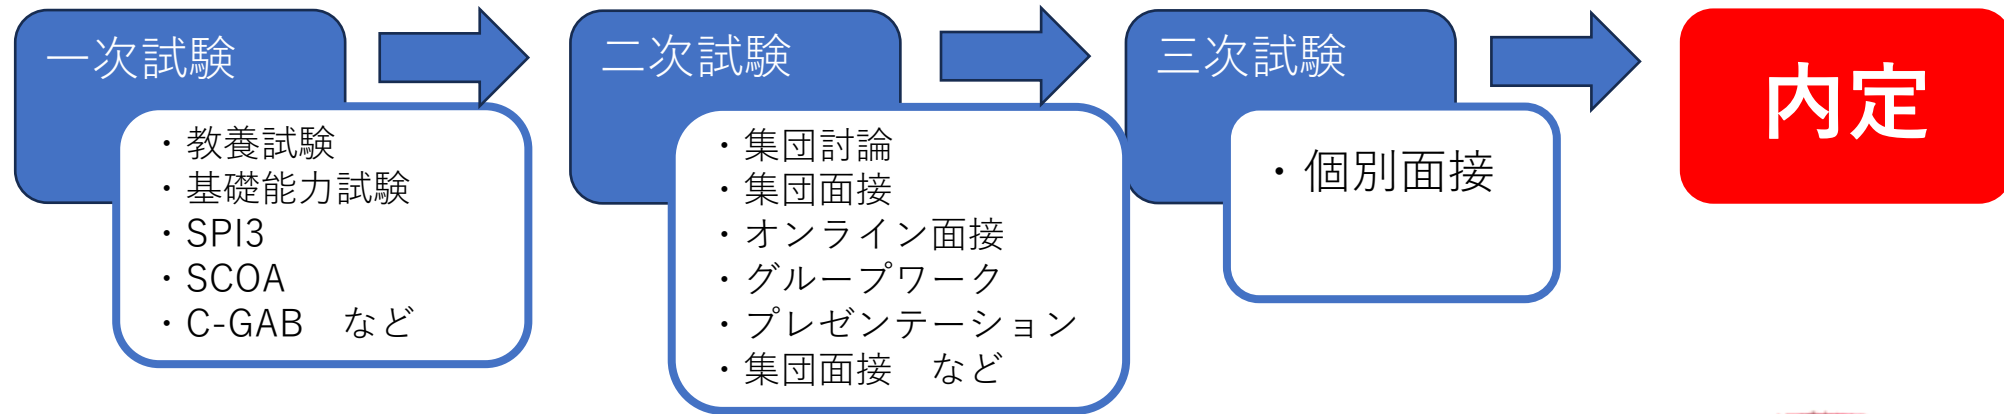 一次試験
・教養試験
・基礎能力試験
・SPI3
・SCOA
・C-GAB　など
二次試験
・集団討論
・集団面接
・オンライン面接
・グループワーク
・プレゼンテーション
・集団面接　など
三次試験
・個別面接
内定